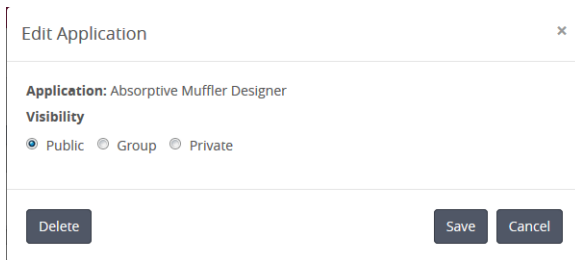 Edit Application ×
Application: Absorptive Muffler Designer
Visibility
Public Group Private
Delete Save Cancel